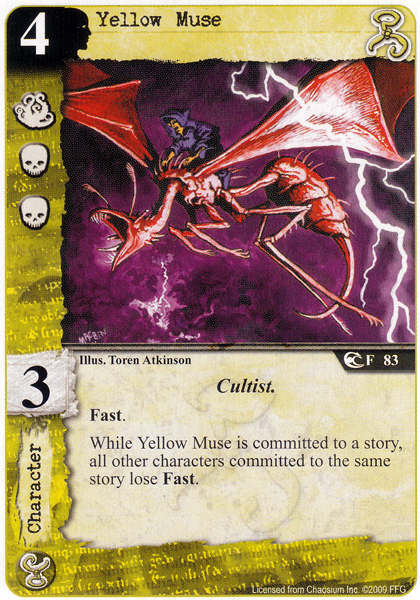 4
Yellow Muse
Illus. Toren Atkinson
F 83
3
Cultist.
Fast.
While Yellow Muse is committed to a story,
all other characters committed to the same
story lose Fast.
Character
Licensed from Chaosium Inc. ©2009 FFG